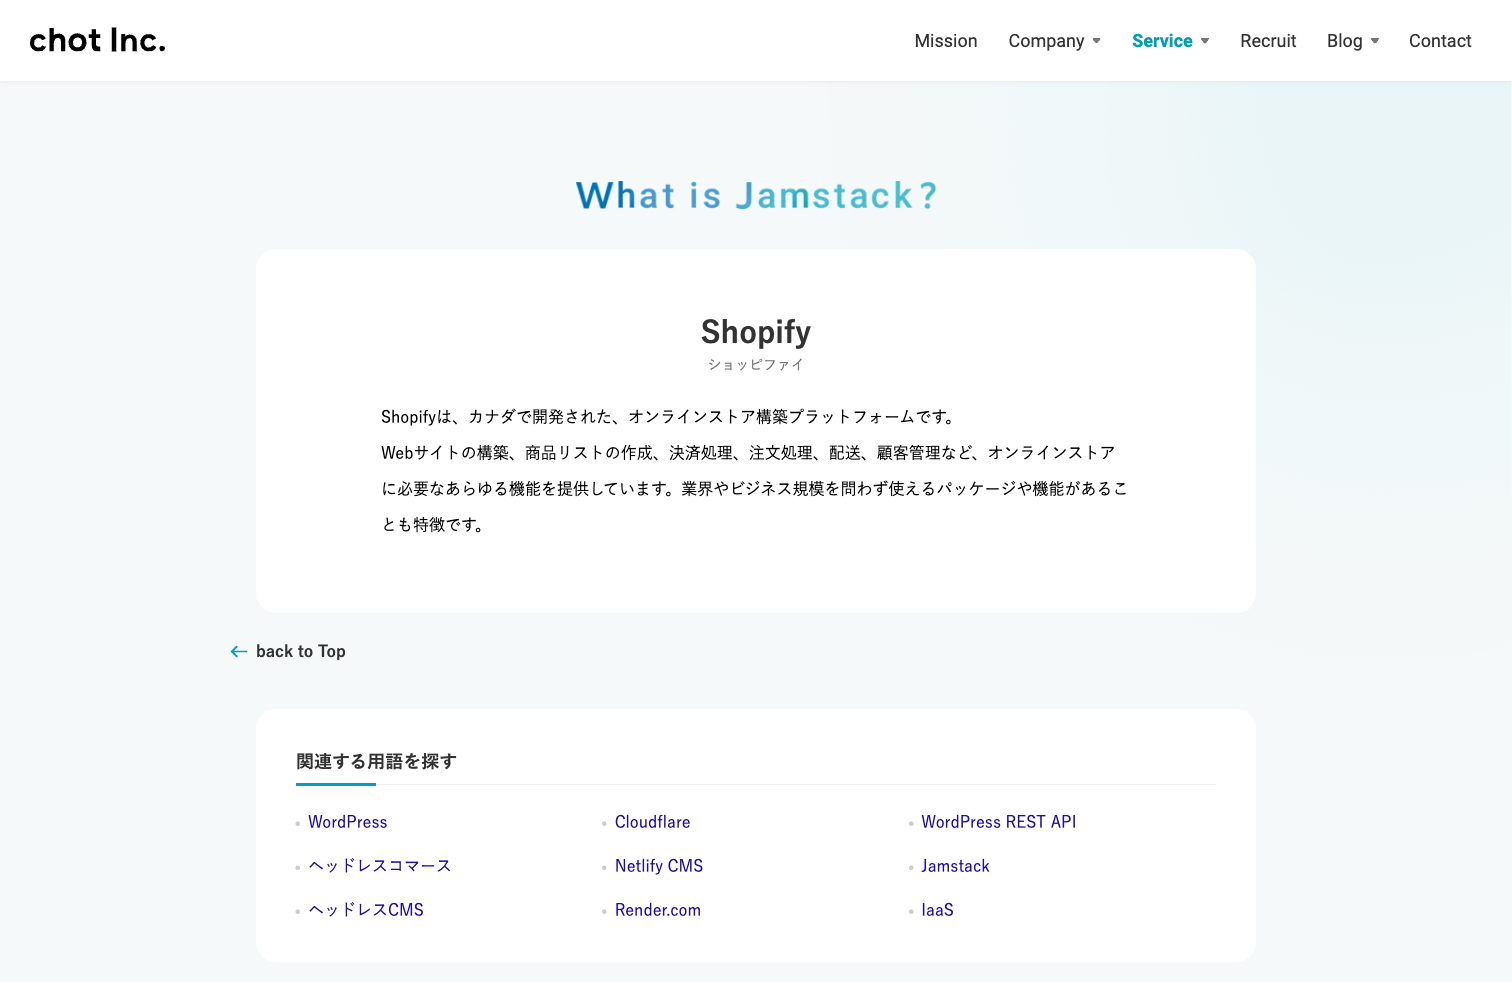 chot Inc.
Mission Company Service Recruit Blog Contact
What is Jamstack?
Shopify
ショッピファイ
Shopifyは、カナダで開発された、オンラインストア構築プラットフォームです。
Webサイトの構築、商品リストの作成、決済処理、注文処理、配送、顧客管理など、オンラインストア
に必要なあらゆる機能を提供しています。業界やビジネス規模を問わず使えるパッケージや機能があるこ
とも特徴です。
back to Top
関連する用語を探す
WordPress Cloudflare WordPress REST API
ヘッドレスコマース Netlify CMS Jamstack
ヘッドレスCMS Render.com IaaS